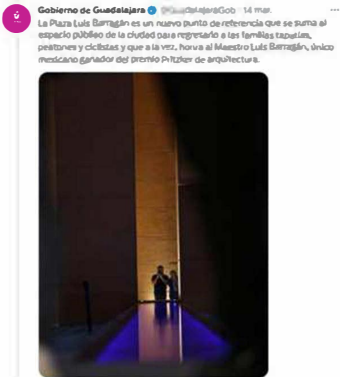 Gobierno de Guadalajara GuadalajaraGob · 14 mar.
La Plaza Luis Barragán es un nuevo punto de referencia que se suma al
espacio público de la ciudad para regresarlo a las familias tapatías,
peatones y ciclistas y que a la vez, honra al Maestro Luis Barragán, único
mexicano ganador del premio Pritzker de arquitectura.